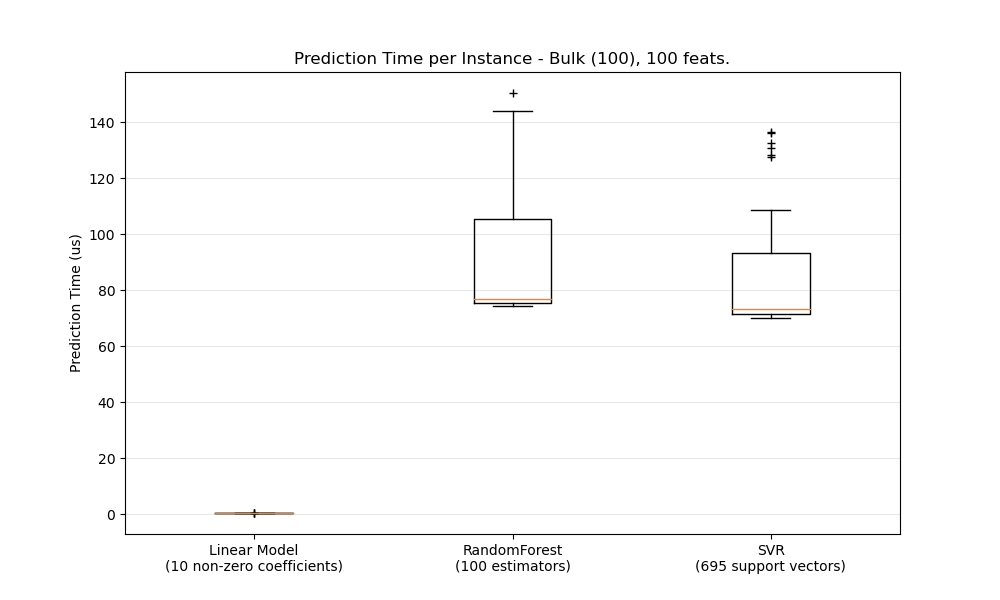 Prediction Time per Instance - Bulk (100), 100 feats.
Prediction Time (us)
140
120
100
80
60
40
20
0
Linear Model
(10 non-zero coefficients)
RandomForest
(100 estimators)
SVR
(695 support vectors)